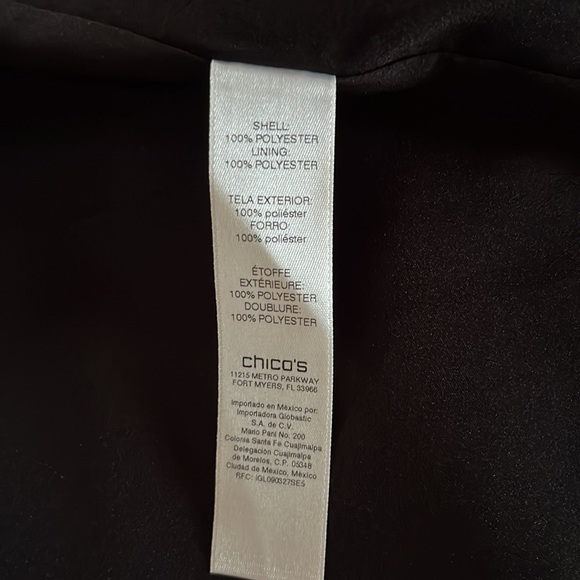 SHELL:
100% POLYESTER
LINING:
100% POLYESTER
TELA EXTERIOR:
100% poliéster
FORRO:
100% poliéster
ÉTOFFE
EXTÉRIEURE:
100% POLYESTER
DOUBLURE:
100% POLYESTER
chico's
11215 METRO PARKWAY
FORT MYERS, FL 33966
Importado en México por:
Importadora Globastic
S.A. de C.V.
Mario Pani No. 200
Colonia Santa Fe Cuajimalpa
Delegación Cuajimalpa
de Morelos, C.P. 05348
Ciudad de México, México
RFC: IGL090327SE5